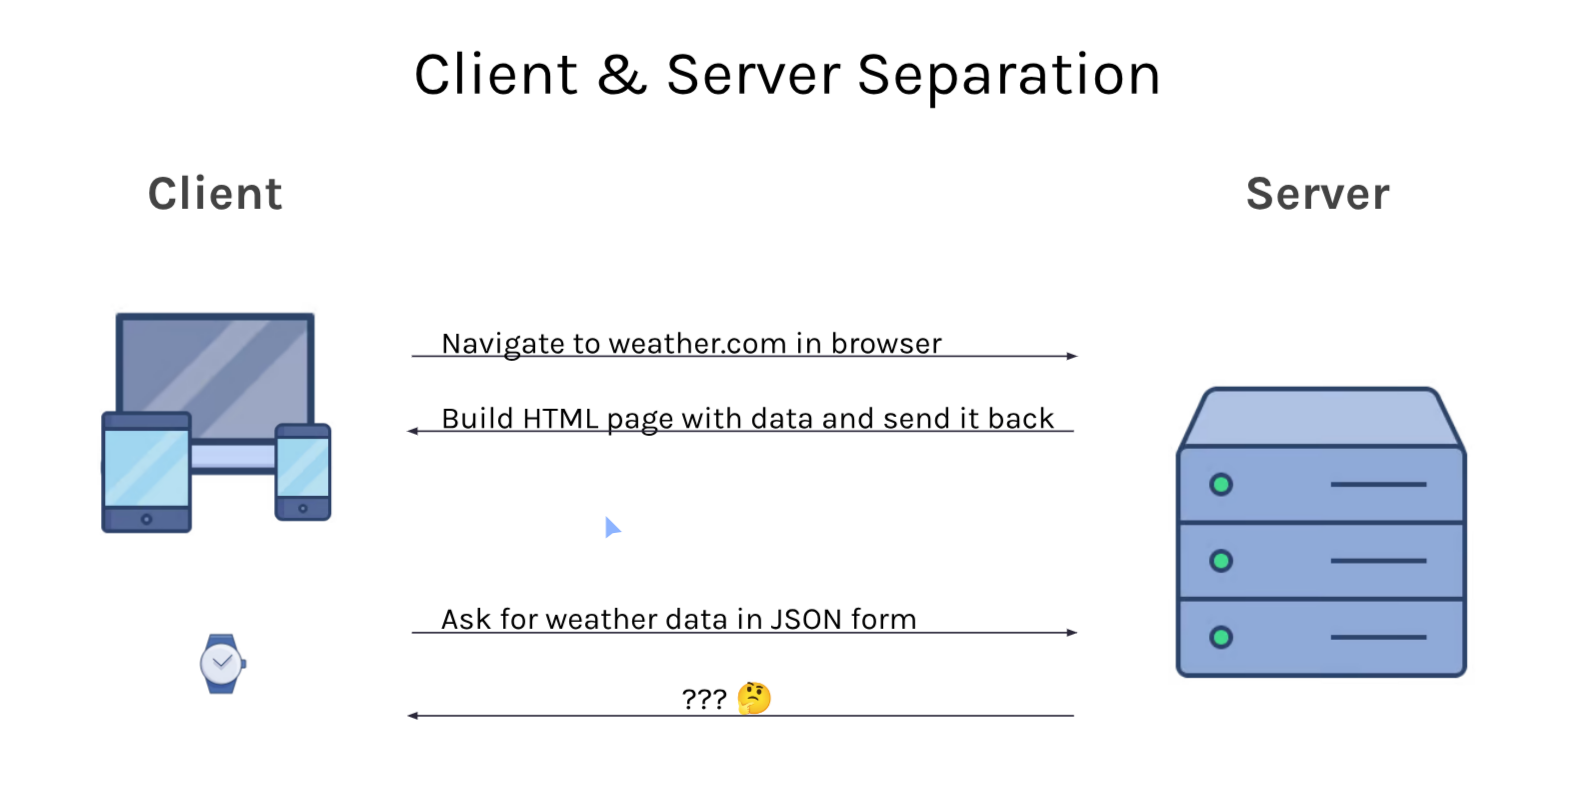 Client & Server Separation
Client
Server
Navigate to weather.com in browser
Build HTML page with data and send it back
Ask for weather data in JSON form
??? 🤔